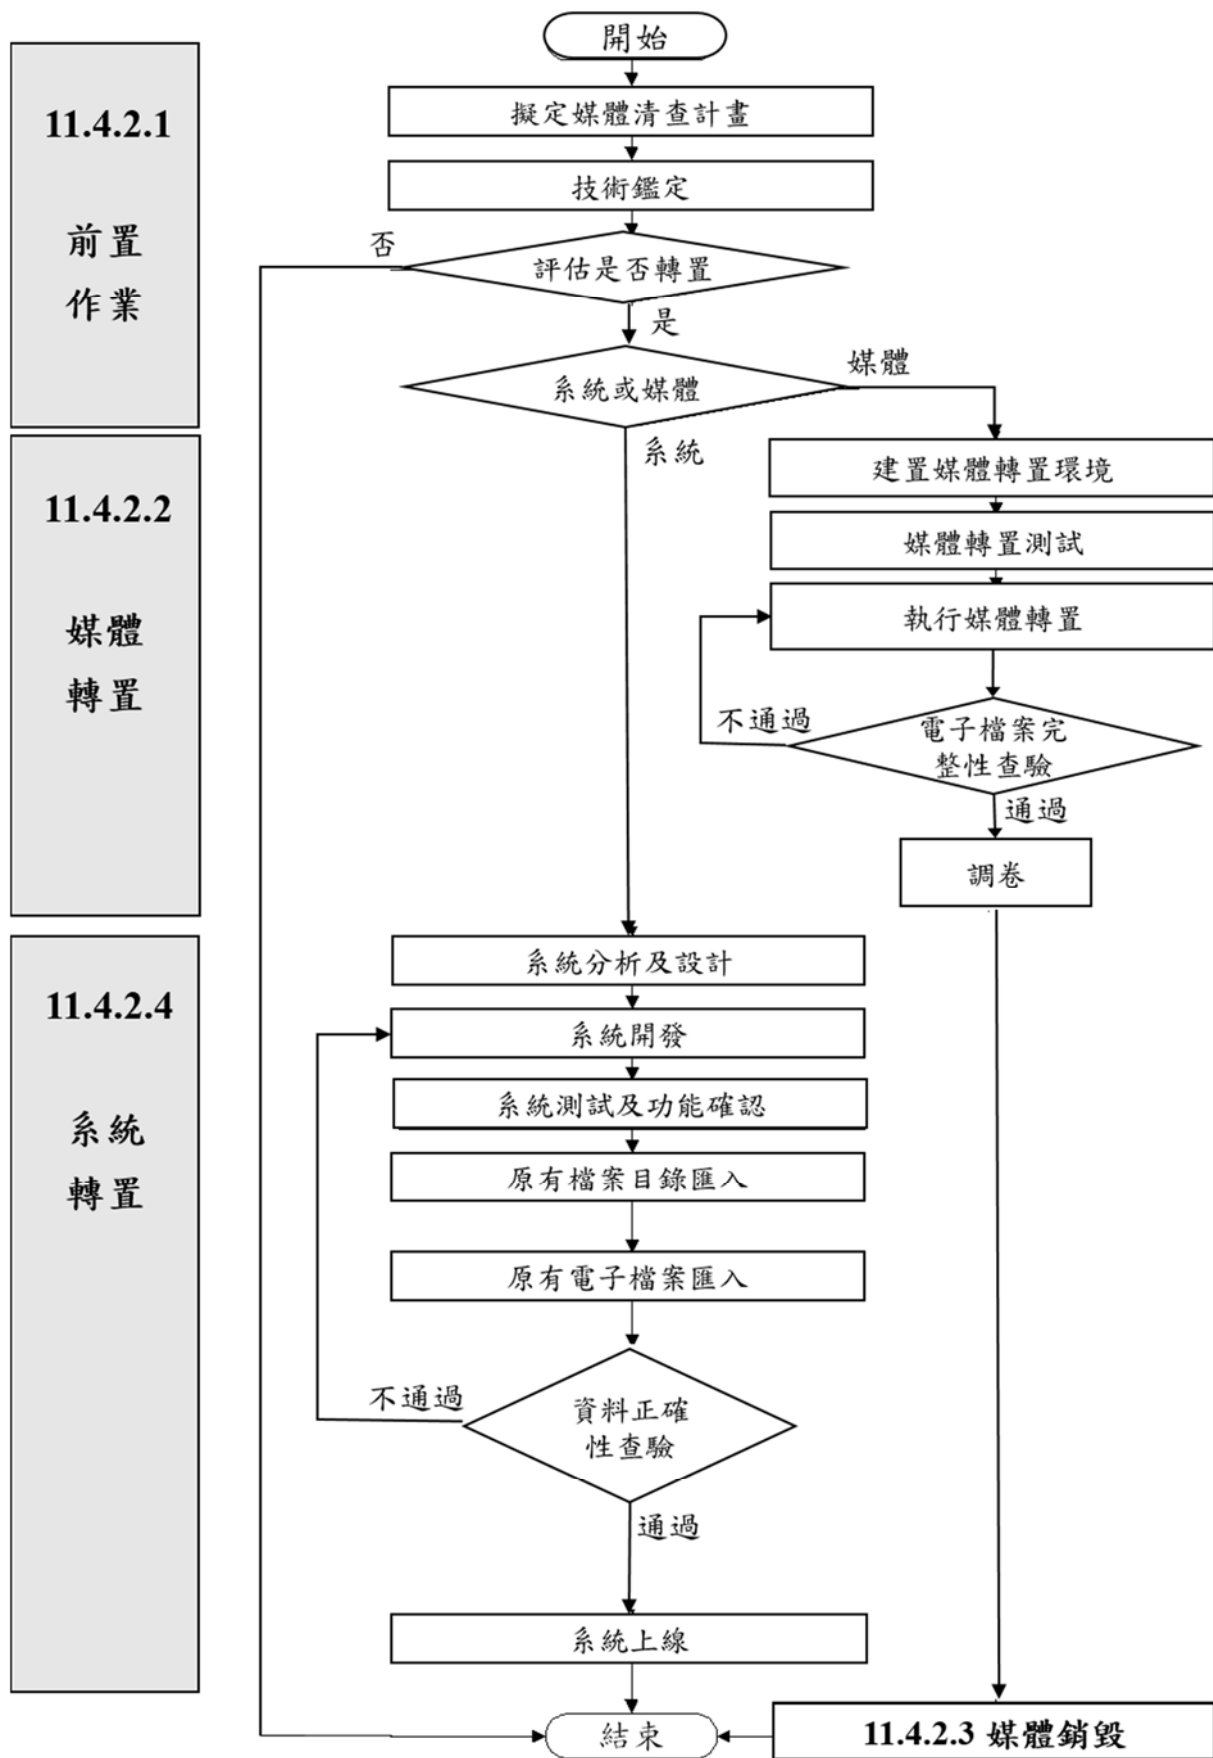 開始
11.4.2.1
前置
作業
擬定媒體清查計畫
技術鑑定
否
評估是否轉置
是
系統或媒體
媒體
系統
11.4.2.2
媒體
轉置
建置媒體轉置環境
媒體轉置測試
執行媒體轉置
不通過
電子檔案完
整性查驗
通過
調卷
11.4.2.4
系統
轉置
系統分析及設計
系統開發
系統測試及功能確認
原有檔案目錄匯入
原有電子檔案匯入
不通過
資料正確
性查驗
通過
系統上線
結束
11.4.2.3 媒體銷毀